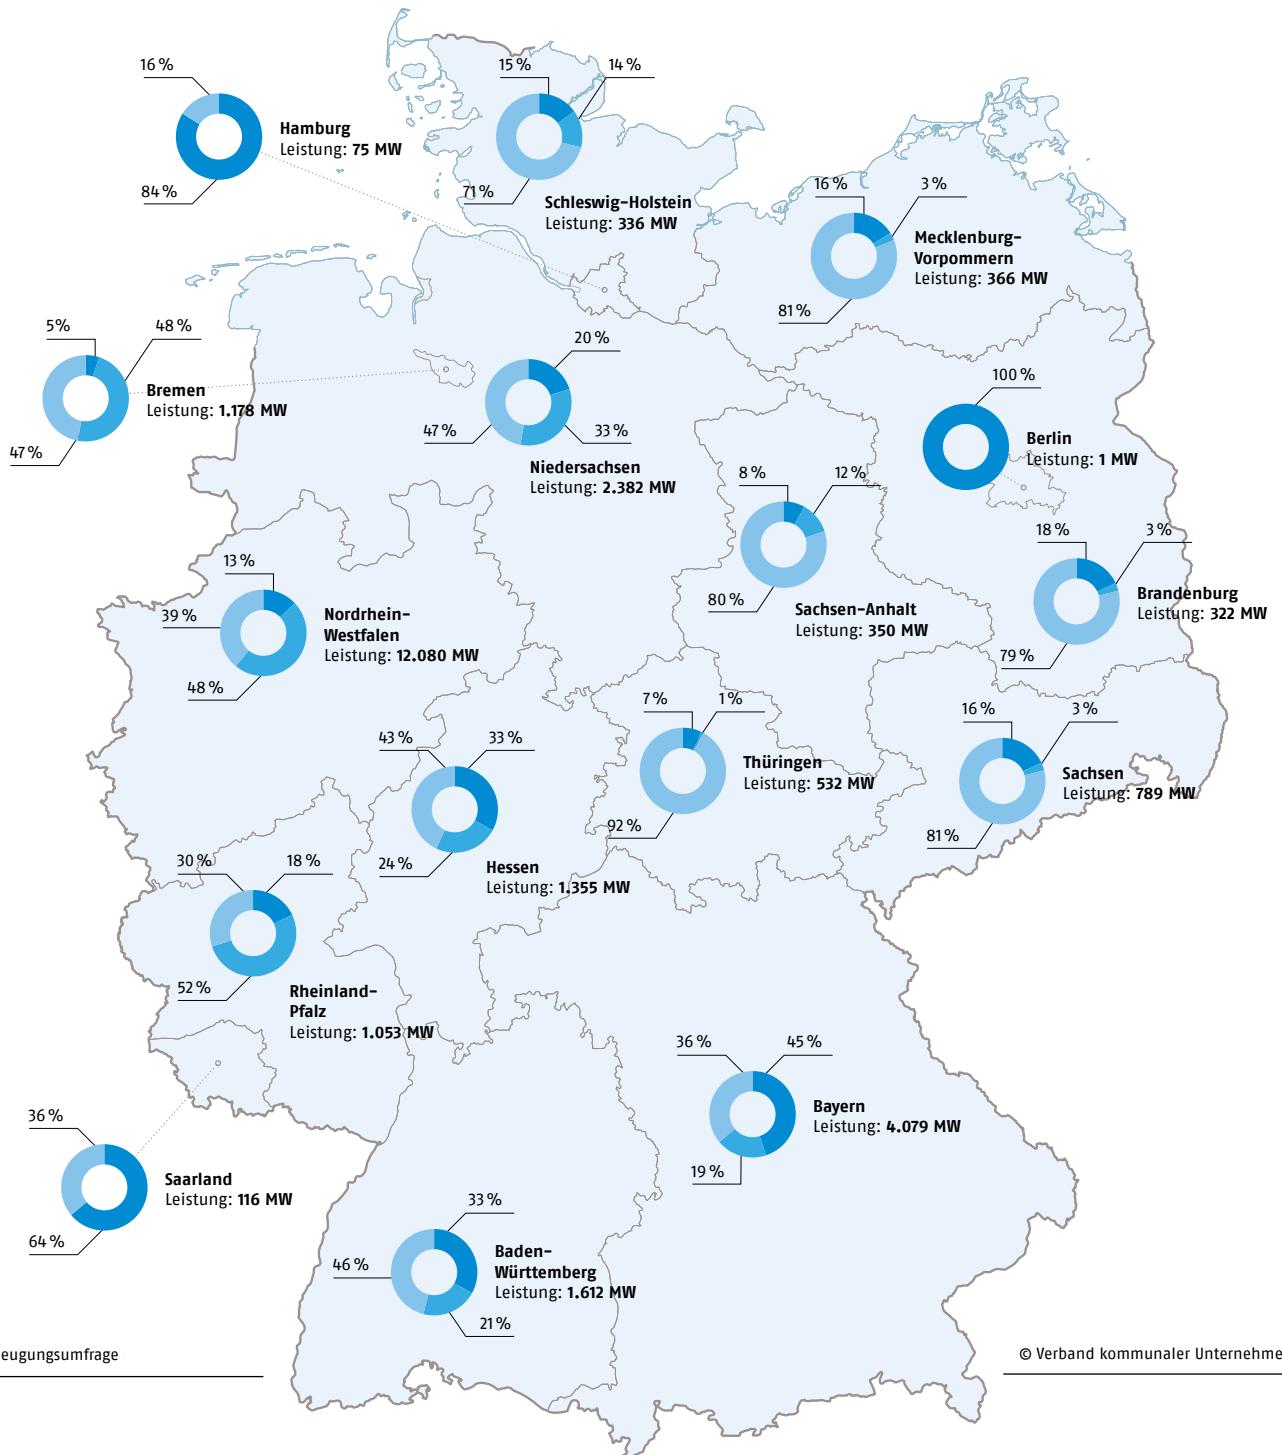 16 %
Hamburg
Leistung: 75 MW
84 %
15 %
14 %
71 %
Schleswig-Holstein
Leistung: 336 MW
16 %
3 %
Mecklenburg-
Vorpommern
Leistung: 366 MW
81 %
5 %
48 %
Bremen
Leistung: 1.178 MW
47 %
20 %
47 %
33 %
Niedersachsen
Leistung: 2.382 MW
100 %
Berlin
Leistung: 1 MW
8 %
12 %
80 %
Sachsen-Anhalt
Leistung: 350 MW
18 %
3 %
Brandenburg
Leistung: 322 MW
79 %
13 %
39 %
Nordrhein-
Westfalen
Leistung: 12.080 MW
48 %
7 %
1 %
Thüringen
Leistung: 532 MW
92 %
16 %
3 %
Sachsen
Leistung: 789 MW
81 %
43 %
33 %
24 %
Hessen
Leistung: 1.355 MW
30 %
18 %
52 %
Rheinland-
Pfalz
Leistung: 1.053 MW
36 %
45 %
Bayern
Leistung: 4.079 MW
19 %
36 %
Saarland
Leistung: 116 MW
64 %
33 %
46 %
Baden-
Württemberg
Leistung: 1.612 MW
21 %
eugungsumfrage
© Verband kommunaler Unternehme